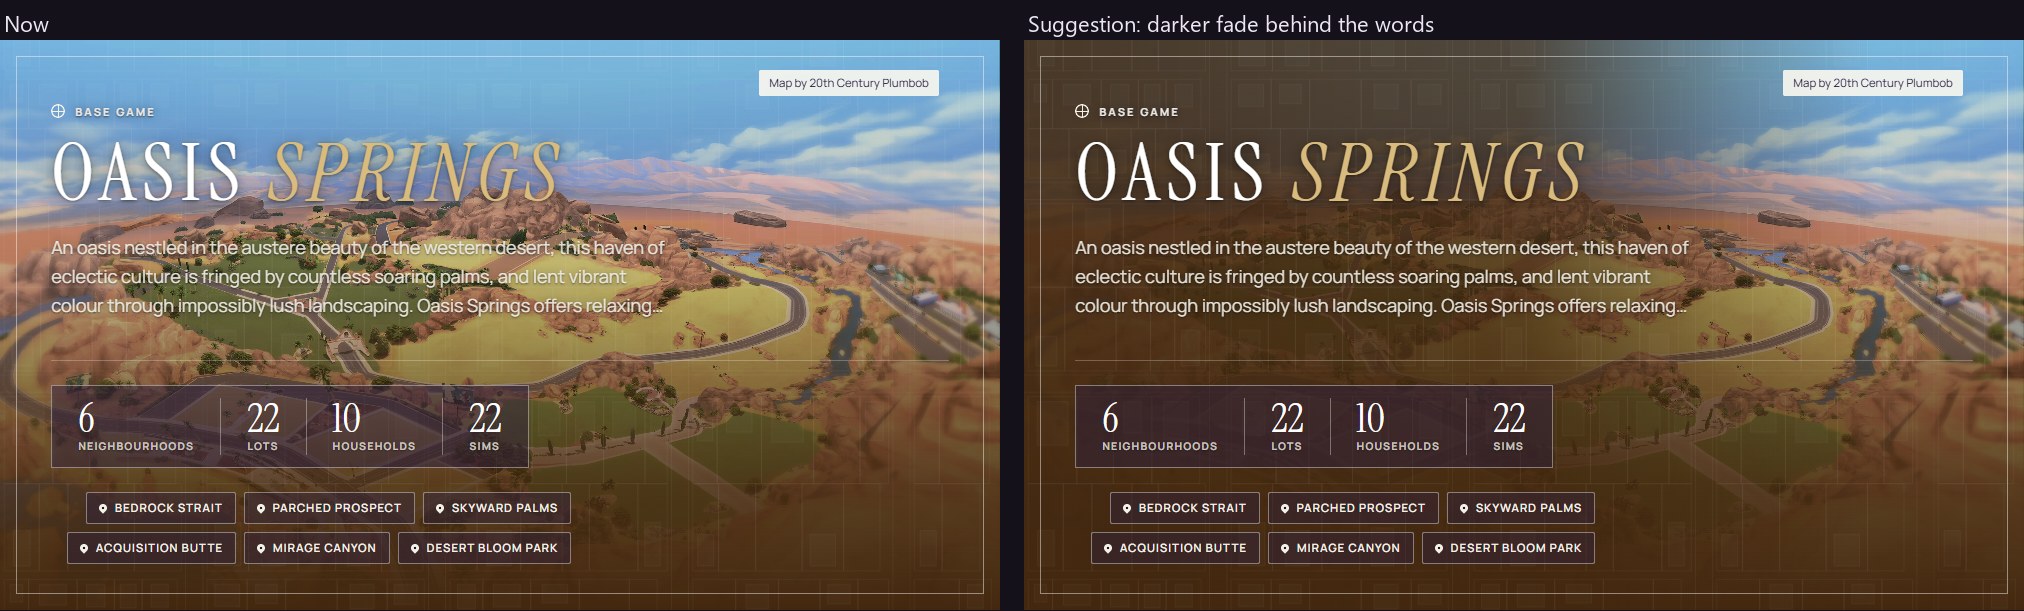 Now
Map by 20th Century Plumbob
BASE GAME
OASIS SPRINGS
An oasis nestled in the austere beauty of the western desert, this haven of
eclectic culture is fringed by countless soaring palms, and lent vibrant
colour through impossibly lush landscaping. Oasis Springs offers relaxing...
6 22 10 22
NEIGHBOURHOODS LOTS HOUSEHOLDS SIMS
BEDROCK STRAIT PARCHED PROSPECT SKYWARD PALMS
ACQUISITION BUTTE MIRAGE CANYON DESERT BLOOM PARK
Suggestion: darker fade behind the words
Map by 20th Century Plumbob
BASE GAME
OASIS SPRINGS
An oasis nestled in the austere beauty of the western desert, this haven of
eclectic culture is fringed by countless soaring palms, and lent vibrant
colour through impossibly lush landscaping. Oasis Springs offers relaxing...
6 22 10 22
NEIGHBOURHOODS LOTS HOUSEHOLDS SIMS
BEDROCK STRAIT PARCHED PROSPECT SKYWARD PALMS
ACQUISITION BUTTE MIRAGE CANYON DESERT BLOOM PARK